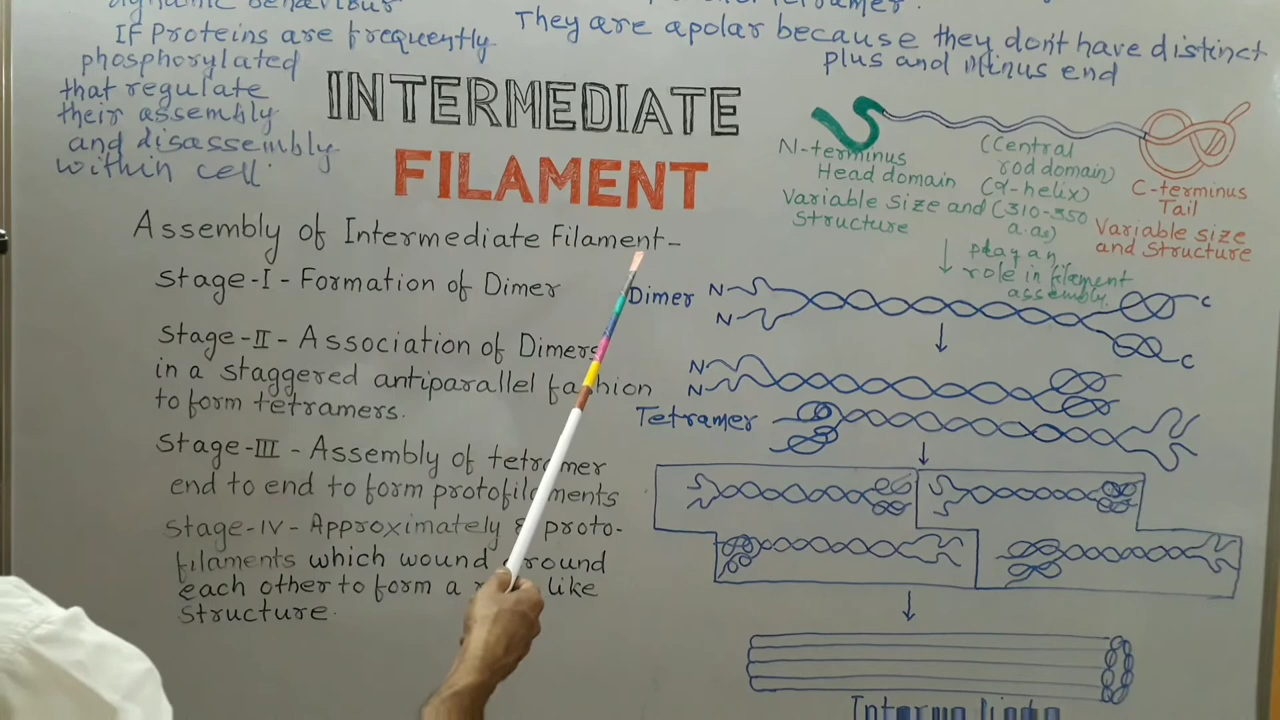 dynamic behaviour
If Proteins are frequently
phosphorylated
that regulate
their assembly
and disassembly
within cell.
tetramer.
They are apolar because they don't have distinct
plus and Minus end
INTERMEDIATE
FILAMENT
N-terminus
Head domain
Variable size and
structure
(Central
rod domain)
(α-helix)
(310-350
a.as)
play an
role in filament
assembly.
C-terminus
Tail
Variable size
and structure
Assembly of Intermediate Filament-
Stage-I - Formation of Dimer
Stage-II - Association of Dimers
in a staggered antiparallel fashion
to form tetramers.
Stage-III - Assembly of tetramer
end to end to form protofilaments
Stage-IV - Approximately 8 proto-
filaments which wound around
each other to form a like
structure.
Dimer N C
N C
N
N
Tetramer